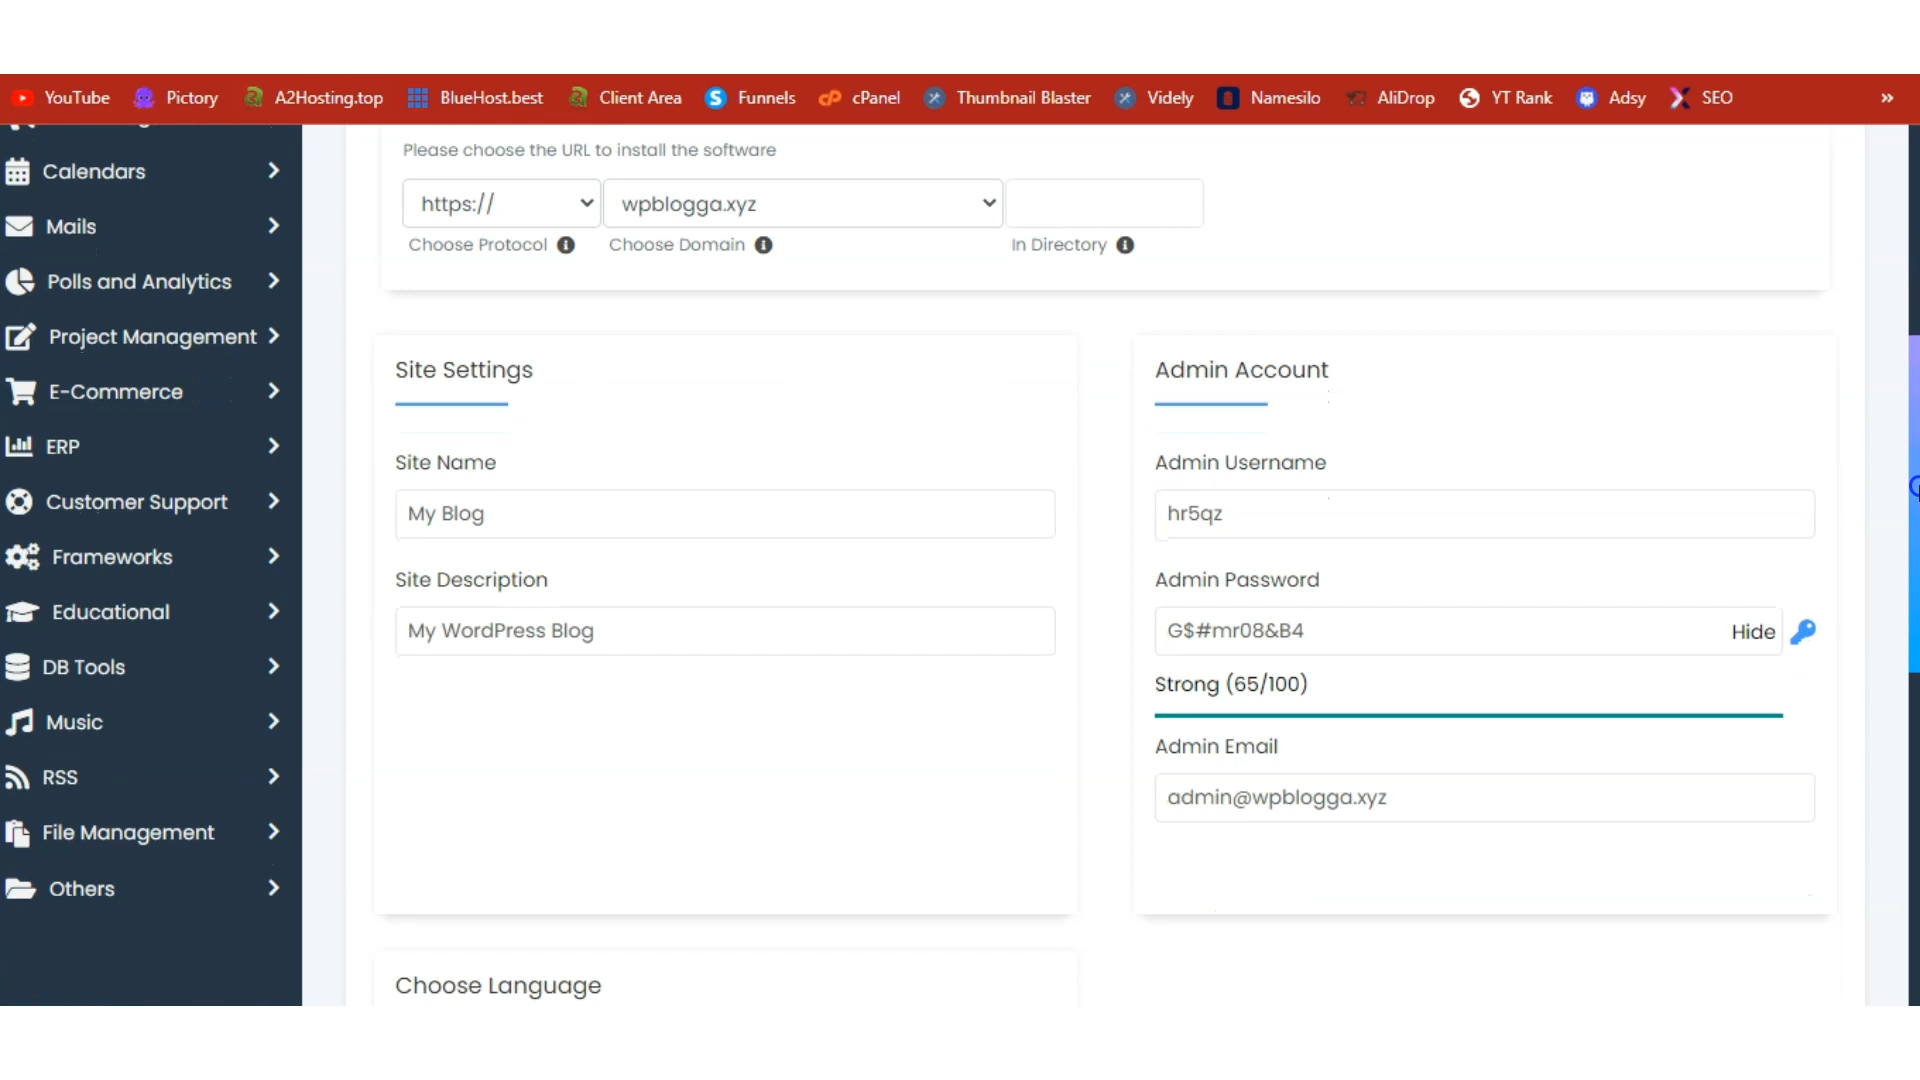 YouTube Pictory A2Hosting.top BlueHost.best Client Area Funnels cPanel Thumbnail Blaster Videly Namesilo AliDrop YT Rank Adsy SEO »
Calendars
Mails
Polls and Analytics
Project Management
E-Commerce
ERP
Customer Support
Frameworks
Educational
DB Tools
Music
RSS
File Management
Others
Please choose the URL to install the software
https:// wpblogga.xyz
Choose Protocol Choose Domain In Directory
Site Settings
Site Name
My Blog
Site Description
My WordPress Blog
Admin Account
Admin Username
hr5qz
Admin Password
G$#mr08&B4 Hide
Strong (65/100)
Admin Email
admin@wpblogga.xyz
Choose Language